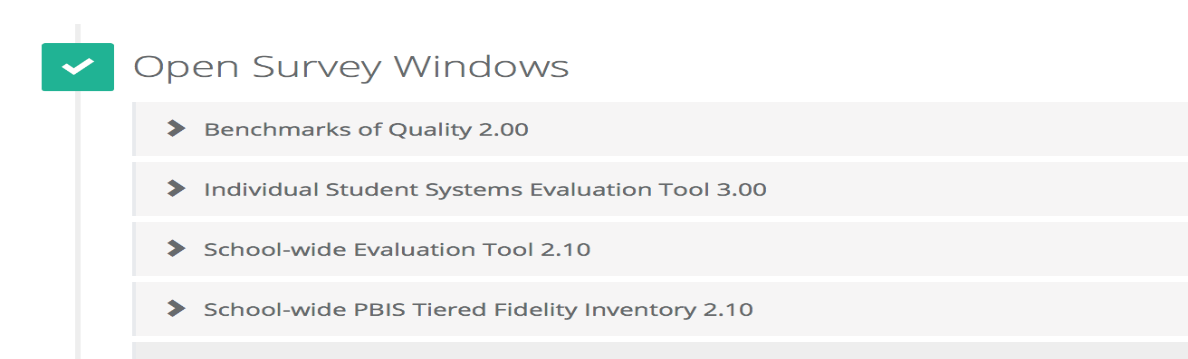 Open Survey Windows
Benchmarks of Quality 2.00
Individual Student Systems Evaluation Tool 3.00
School-wide Evaluation Tool 2.10
School-wide PBIS Tiered Fidelity Inventory 2.10